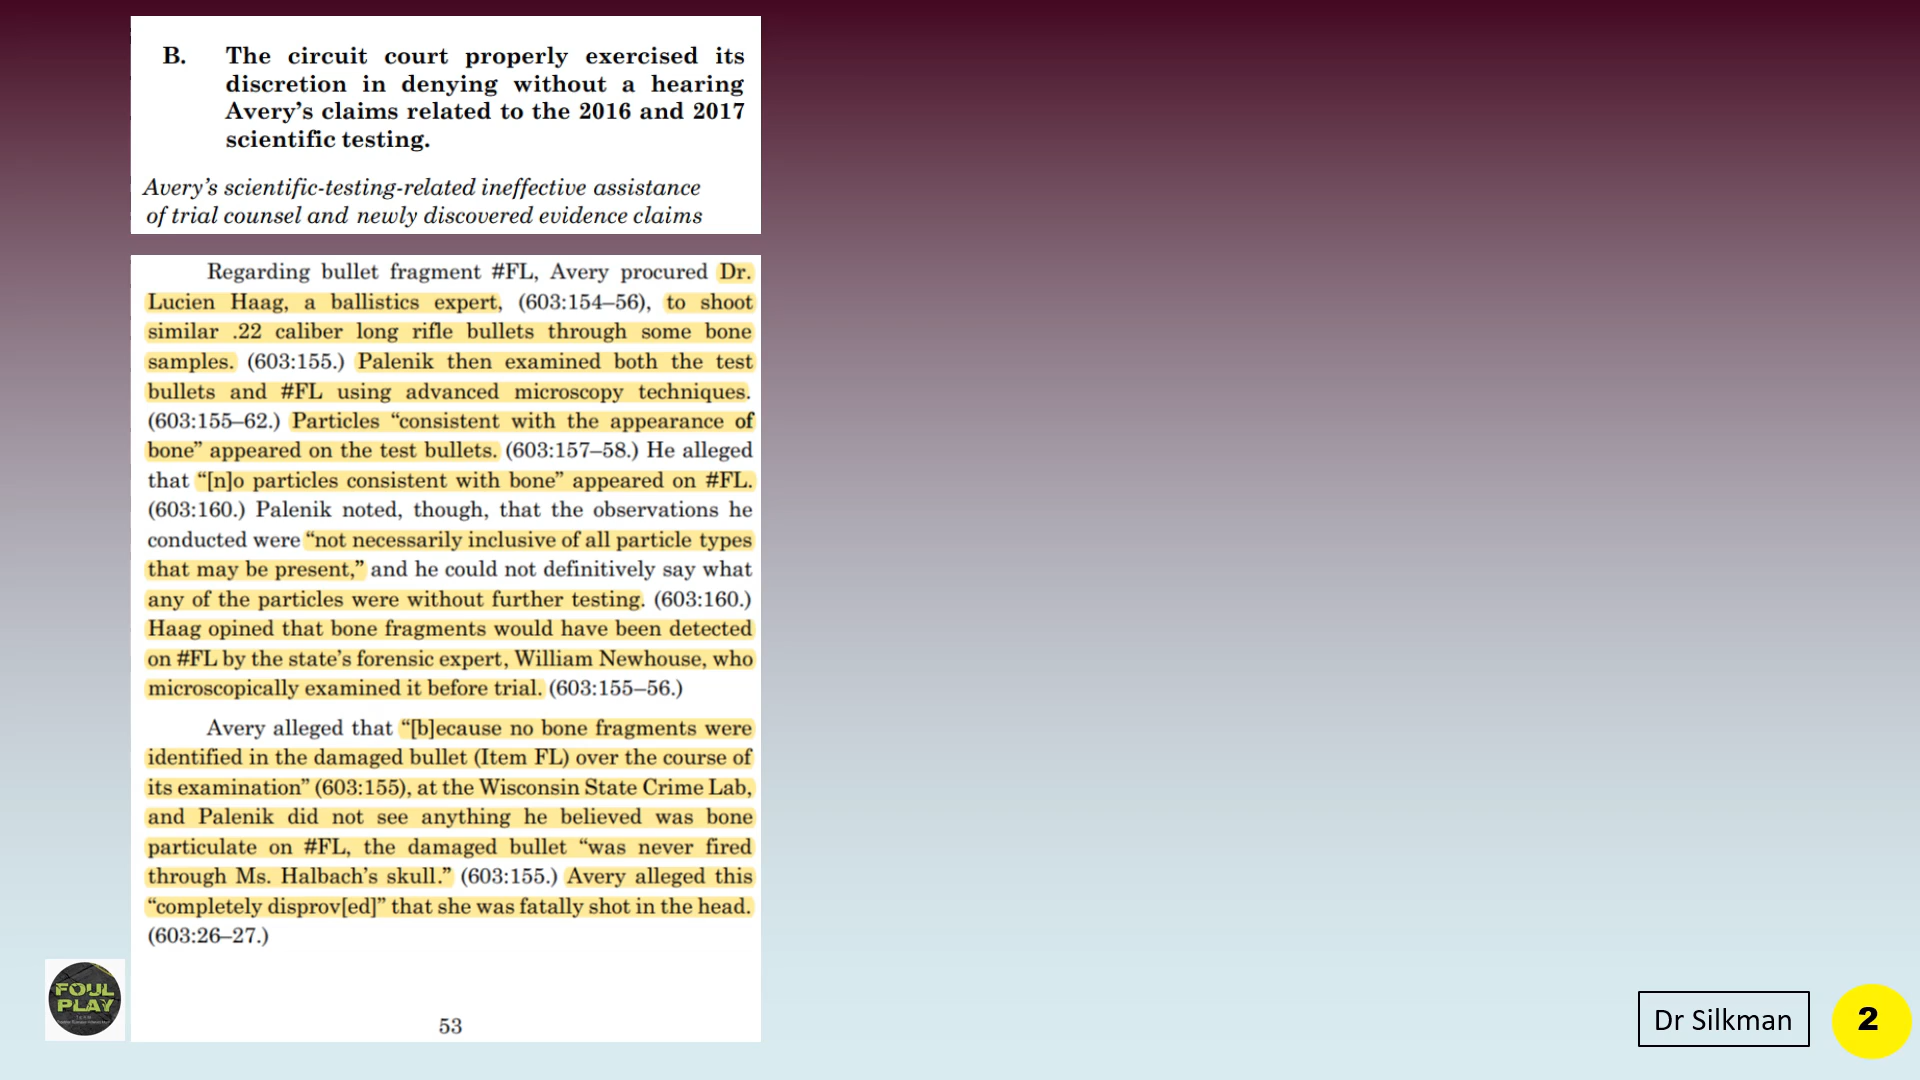 B. The circuit court properly exercised its
discretion in denying without a hearing
Avery's claims related to the 2016 and 2017
scientific testing.
Avery's scientific-testing-related ineffective assistance
of trial counsel and newly discovered evidence claims
Regarding bullet fragment #FL, Avery procured Dr.
Lucien Haag, a ballistics expert, (603:154–56), to shoot
similar .22 caliber long rifle bullets through some bone
samples. (603:155.) Palenik then examined both the test
bullets and #FL using advanced microscopy techniques.
(603:155–62.) Particles “consistent with the appearance of
bone” appeared on the test bullets. (603:157–58.) He alleged
that “[n]o particles consistent with bone” appeared on #FL.
(603:160.) Palenik noted, though, that the observations he
conducted were “not necessarily inclusive of all particle types
that may be present,” and he could not definitively say what
any of the particles were without further testing. (603:160.)
Haag opined that bone fragments would have been detected
on #FL by the state's forensic expert, William Newhouse, who
microscopically examined it before trial. (603:155–56.)
Avery alleged that “[b]ecause no bone fragments were
identified in the damaged bullet (Item FL) over the course of
its examination” (603:155), at the Wisconsin State Crime Lab,
and Palenik did not see anything he believed was bone
particulate on #FL, the damaged bullet “was never fired
through Ms. Halbach's skull.” (603:155.) Avery alleged this
“completely disprov[ed]” that she was fatally shot in the head.
(603:26–27.)
53
FOUL
PLAY
Dr Silkman
2